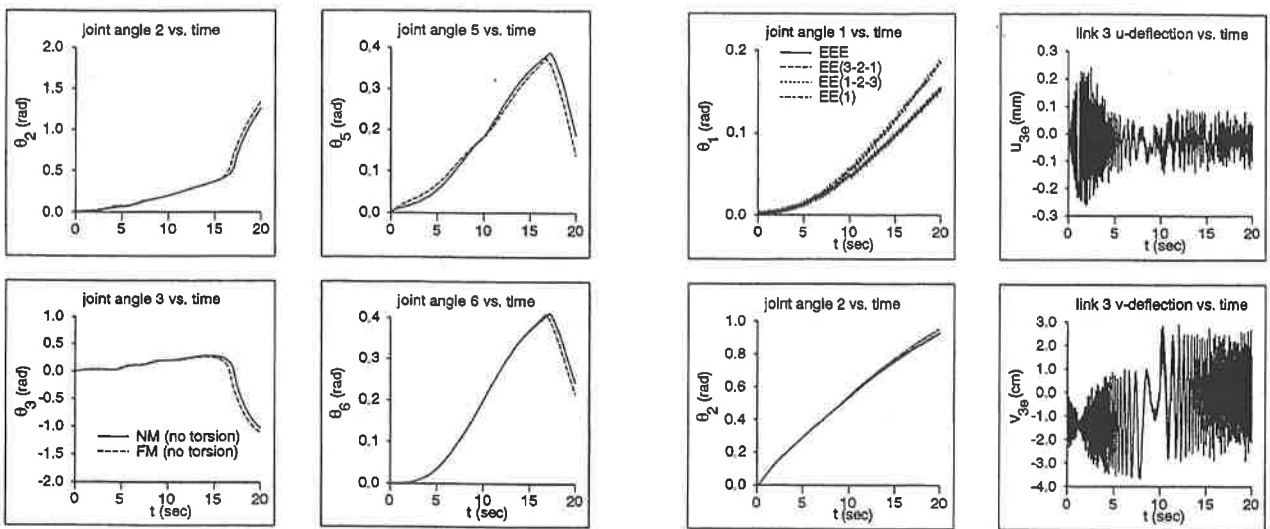 joint angle 2 vs. time
2.0
1.5
1.0
0.5
0.0
θ2 (rad)
0 5 10 15 20
joint angle 5 vs. time
0.4
0.3
0.2
0.1
0.0
θ5 (rad)
0 5 10 15 20
joint angle 1 vs. time
0.2
0.1
0.0
θ1 (rad)
EEE
EE(3-2-1)
EE(1-2-3)
EE(1)
0 5 10 15 20
t (sec)
link 3 u-deflection vs. time
0.3
0.2
0.1
0.0
-0.1
-0.2
-0.3
u3e (mm)
0 5 10 15 20
t (sec)
joint angle 3 vs. time
1.0
0.5
0.0
-0.5
-1.0
-1.5
-2.0
θ3 (rad)
NM (no torsion)
FM (no torsion)
0 5 10 15 20
t (sec)
joint angle 6 vs. time
0.4
0.3
0.2
0.1
0.0
θ6 (rad)
0 5 10 15 20
t (sec)
joint angle 2 vs. time
1.0
0.8
0.6
0.4
0.2
0.0
θ2 (rad)
0 5 10 15 20
t (sec)
link 3 v-deflection vs. time
3.0
2.0
1.0
0.0
-1.0
-2.0
-3.0
-4.0
v3e (cm)
0 5 10 15 20
t (sec)